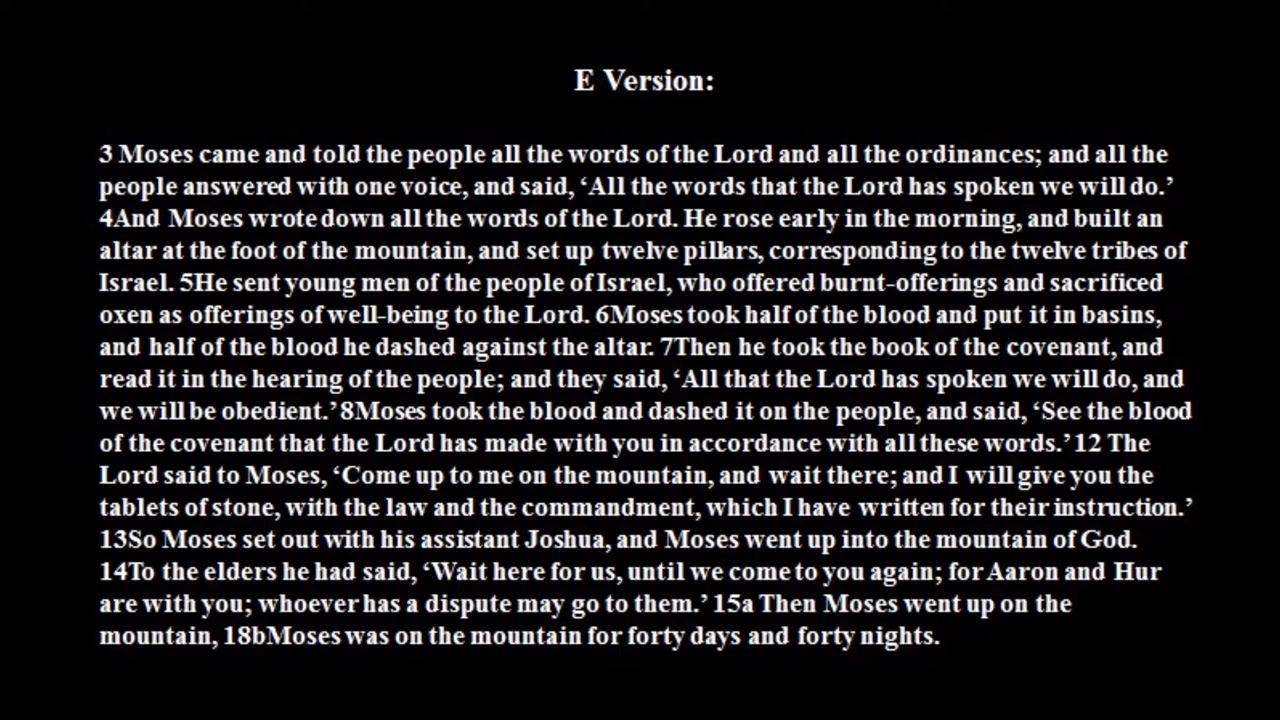 E Version:
3 Moses came and told the people all the words of the Lord and all the ordinances; and all the
people answered with one voice, and said, ‘All the words that the Lord has spoken we will do.’
4And Moses wrote down all the words of the Lord. He rose early in the morning, and built an
altar at the foot of the mountain, and set up twelve pillars, corresponding to the twelve tribes of
Israel. 5He sent young men of the people of Israel, who offered burnt-offerings and sacrificed
oxen as offerings of well-being to the Lord. 6Moses took half of the blood and put it in basins,
and half of the blood he dashed against the altar. 7Then he took the book of the covenant, and
read it in the hearing of the people; and they said, ‘All that the Lord has spoken we will do, and
we will be obedient.’ 8Moses took the blood and dashed it on the people, and said, ‘See the blood
of the covenant that the Lord has made with you in accordance with all these words.’ 12 The
Lord said to Moses, ‘Come up to me on the mountain, and wait there; and I will give you the
tablets of stone, with the law and the commandment, which I have written for their instruction.’
13So Moses set out with his assistant Joshua, and Moses went up into the mountain of God.
14To the elders he had said, ‘Wait here for us, until we come to you again; for Aaron and Hur
are with you; whoever has a dispute may go to them.’ 15a Then Moses went up on the
mountain, 18bMoses was on the mountain for forty days and forty nights.